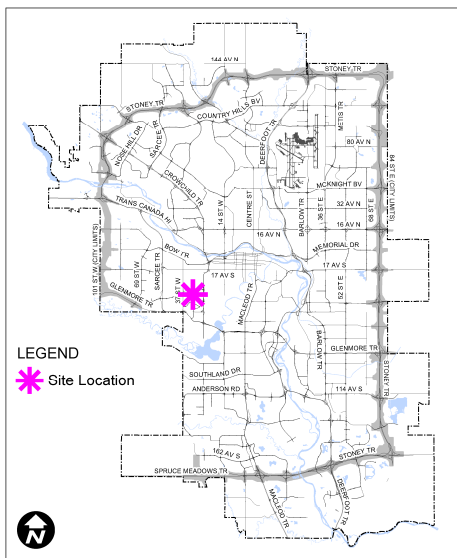 144 AV N
STONEY TR
STONEY TR
COUNTRY HILLS BV
METIS TR
NOSE HILL DR
SARCEE TR
DEERFOOT TR
80 AV N
CROWCHILD TR
MCKNIGHT BV
84 ST E (CITY LIMITS)
TRANS CANADA HI
14 ST W
CENTRE ST
BARLOW TR
36 ST E
32 AV N
68 ST E
16 AV N
16 AV N
101 ST W (CITY LIMITS)
BOW TR
MEMORIAL DR
69 ST W
SARCEE TR
17 AV S
17 AV S
GLENMORE TR
MACLEOD TR
52 ST E
LEGEND
Site Location
BARLOW TR
GLENMORE TR
SOUTHLAND DR
STONEY TR
ANDERSON RD
114 AV S
162 AV S
STONEY TR
SPRUCE MEADOWS TR
MACLEOD TR
DEERFOOT TR
N